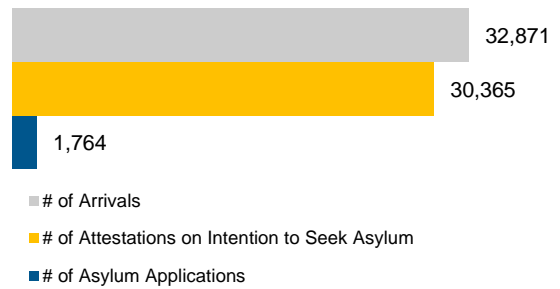 32,871
30,365
1,764
# of Arrivals
# of Attestations on Intention to Seek Asylum
# of Asylum Applications